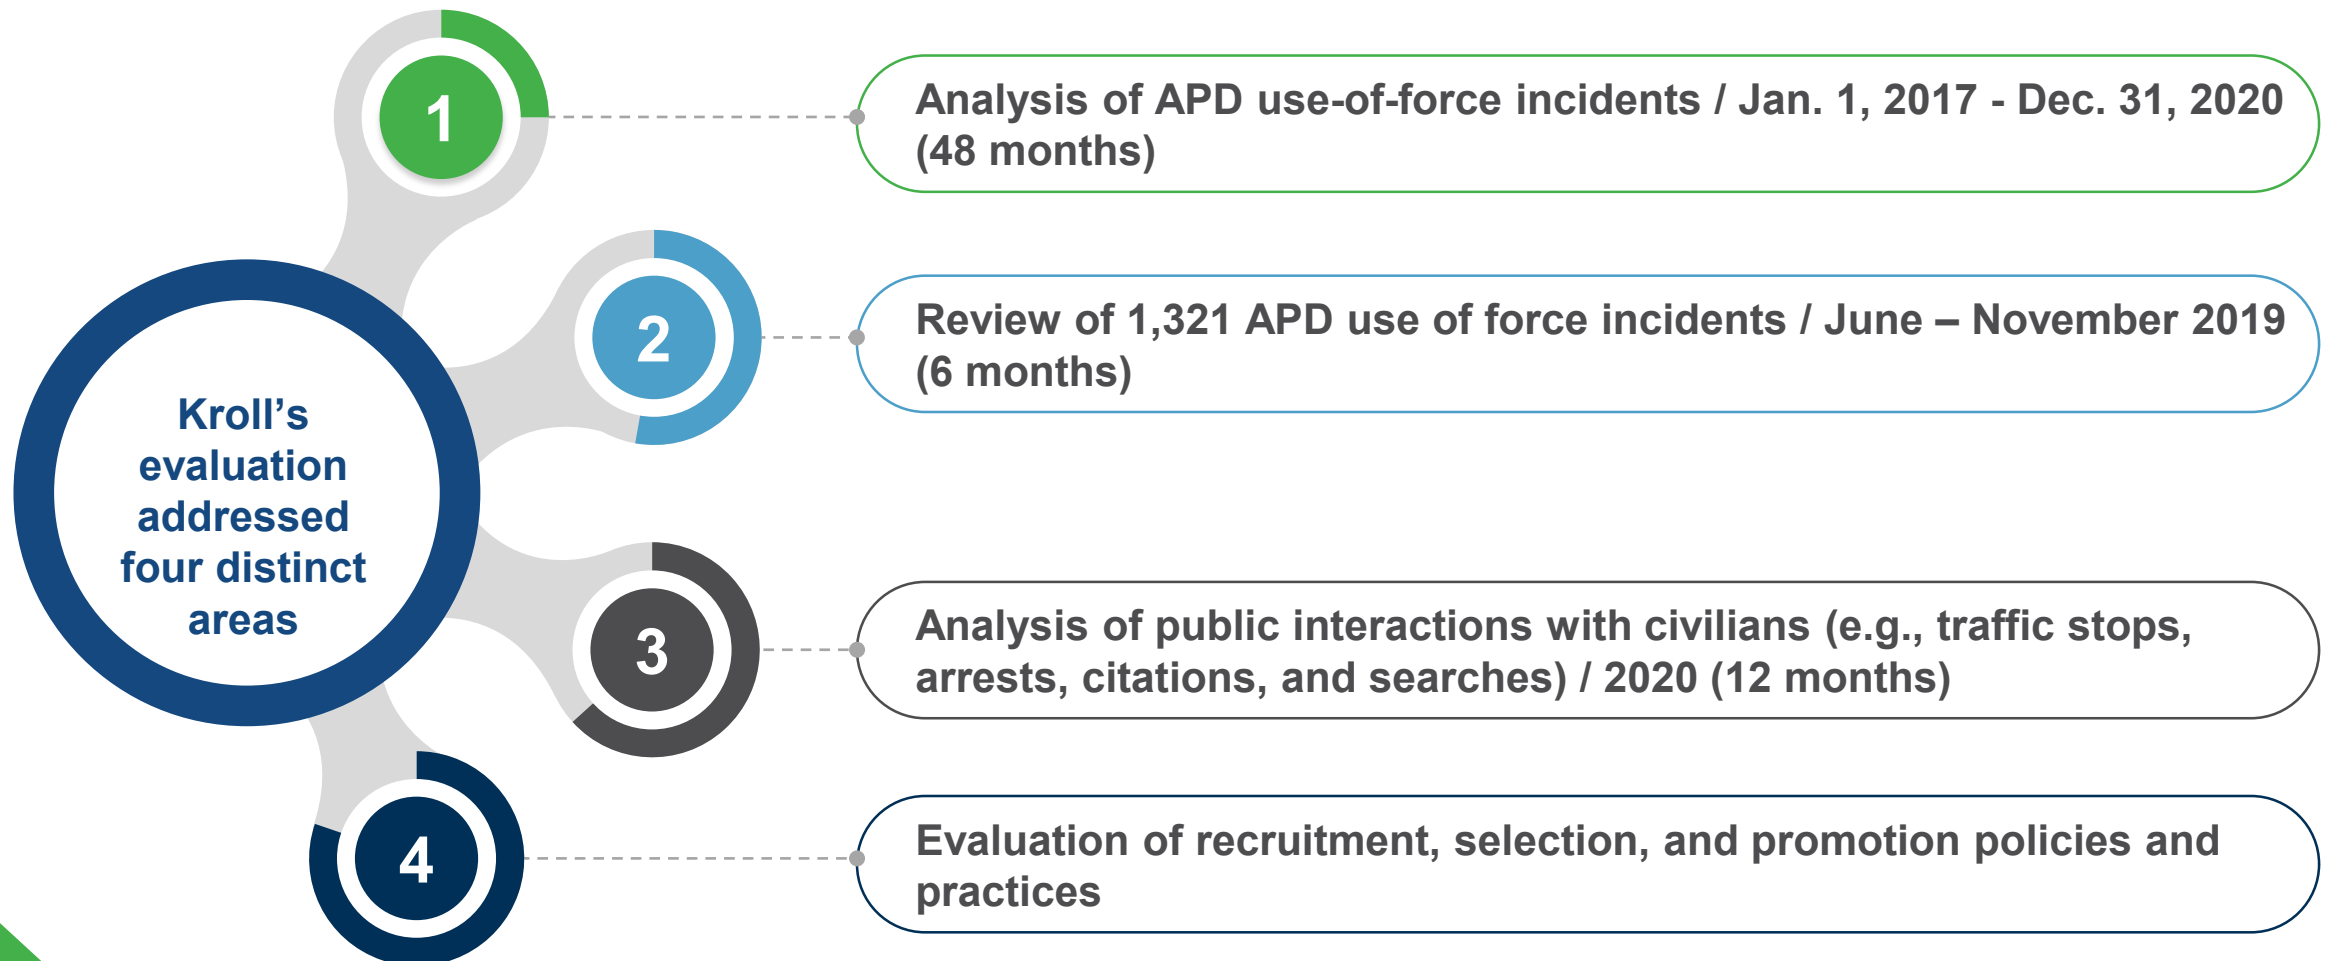 Kroll's
evaluation
addressed
four distinct
areas
1
Analysis of APD use-of-force incidents / Jan. 1, 2017 - Dec. 31, 2020
(48 months)
2
Review of 1,321 APD use of force incidents / June – November 2019
(6 months)
3
Analysis of public interactions with civilians (e.g., traffic stops,
arrests, citations, and searches) / 2020 (12 months)
4
Evaluation of recruitment, selection, and promotion policies and
practices